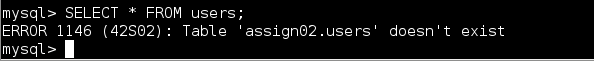 mysql> SELECT * FROM users;
ERROR 1146 (42S02): Table 'assign02.users' doesn't exist
mysql>